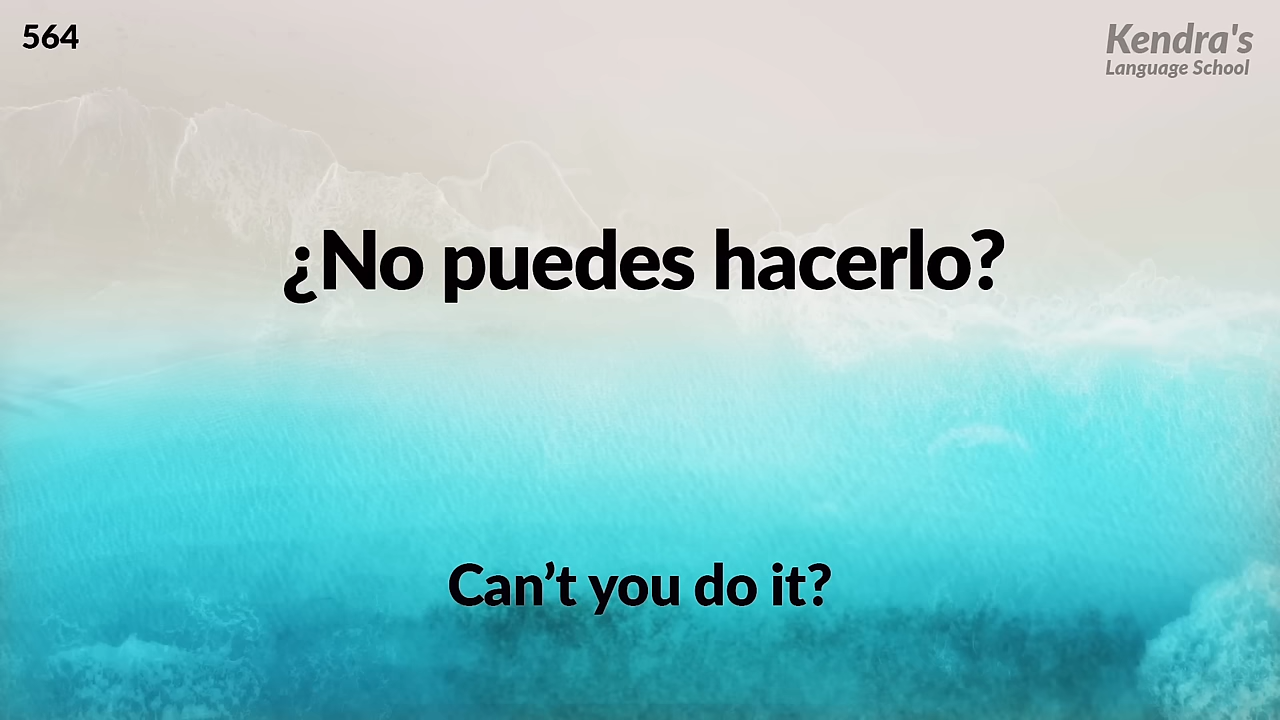 564
Kendra's
Language School
¿No puedes hacerlo?
Can’t you do it?